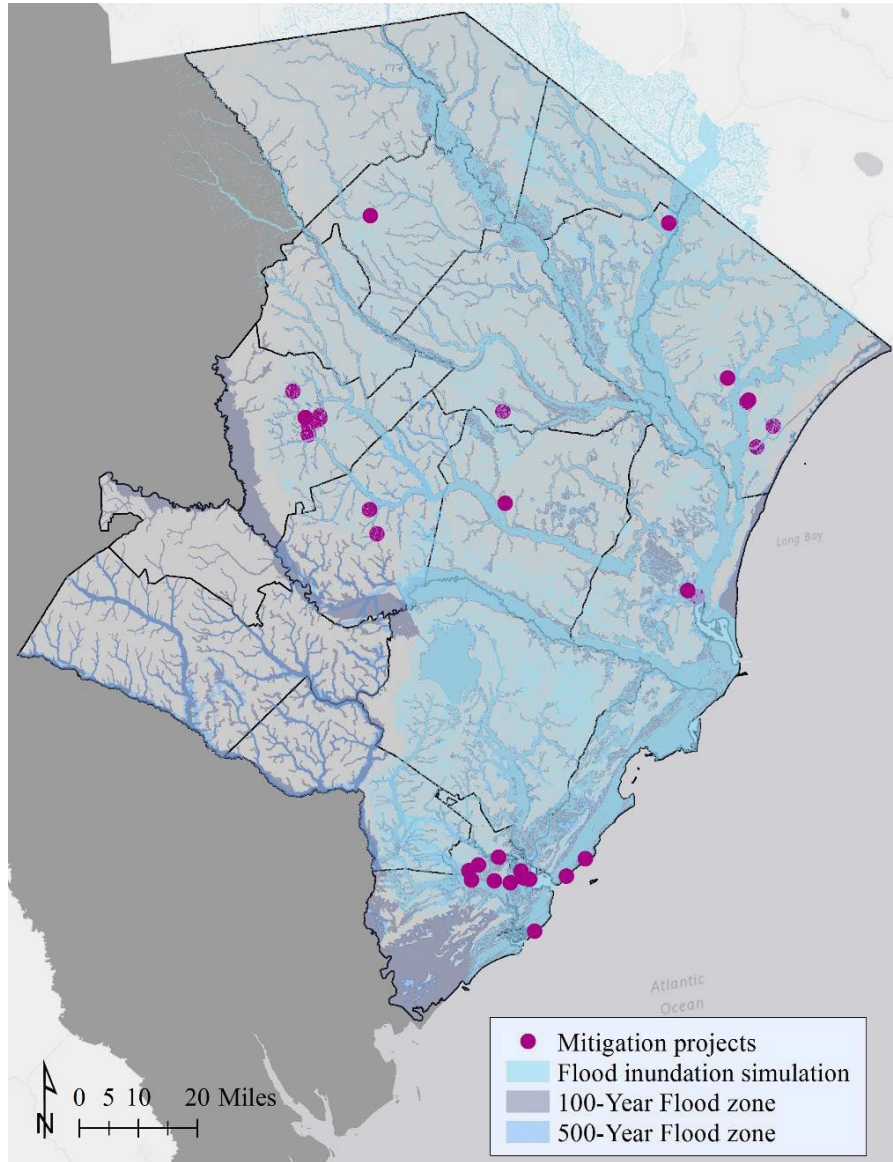 Long Bay
Atlantic
Ocean
Mitigation projects
Flood inundation simulation
100-Year Flood zone
500-Year Flood zone
N
0 5 10 20 Miles